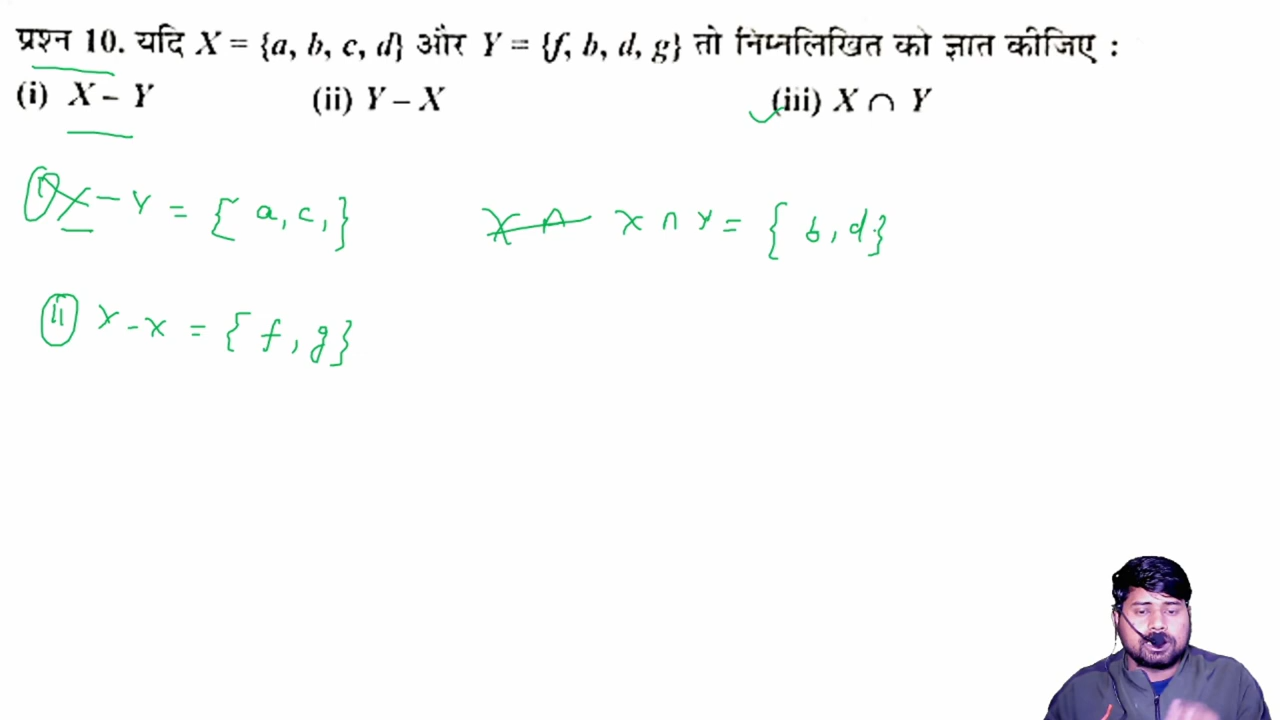 प्रश्न 10. यदि X = {a, b, c, d} और Y = {f, b, d, g} तो निम्नलिखित को ज्ञात कीजिए :
(i) X – Y (ii) Y – X (iii) X ∩ Y
(i) X – Y = { a, c, }
X ∩ X ∩ Y = { b, d }
(ii) Y - X = { f, g }